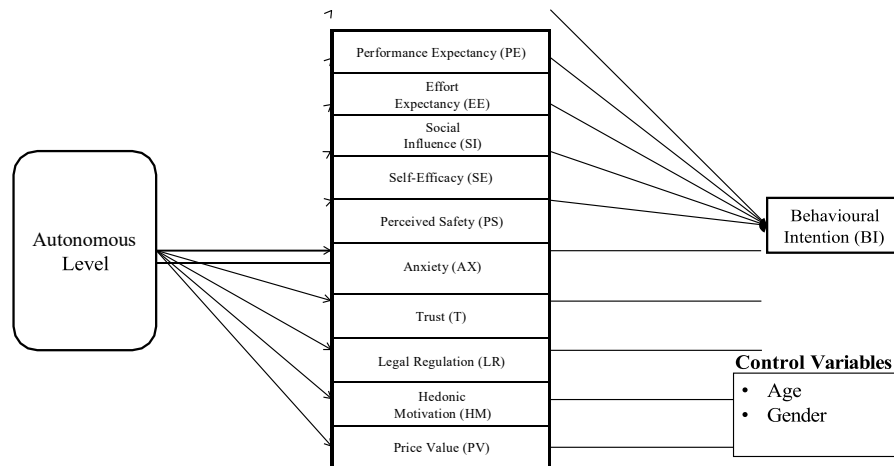 Autonomous
Level
Performance Expectancy (PE)
Effort
Expectancy (EE)
Social
Influence (SI)
Self-Efficacy (SE)
Perceived Safety (PS)
Anxiety (AX)
Trust (T)
Legal Regulation (LR)
Hedonic
Motivation (HM)
Price Value (PV)
Behavioural
Intention (BI)
Control Variables
• Age
• Gender